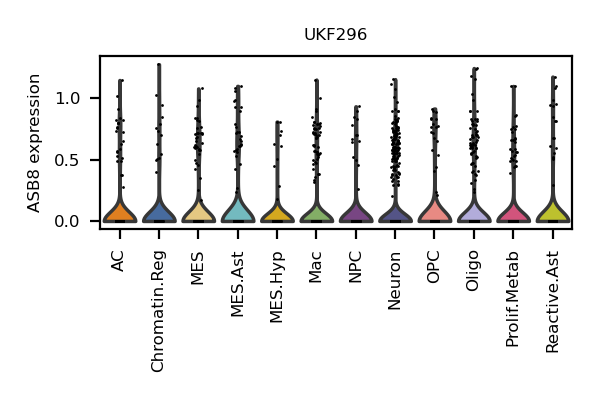 UKF296
ASB8 expression
1.0
0.5
0.0
AC
Chromatin.Reg
MES
MES.Ast
MES.Hyp
Mac
NPC
Neuron
OPC
Oligo
Prolif.Metab
Reactive.Ast